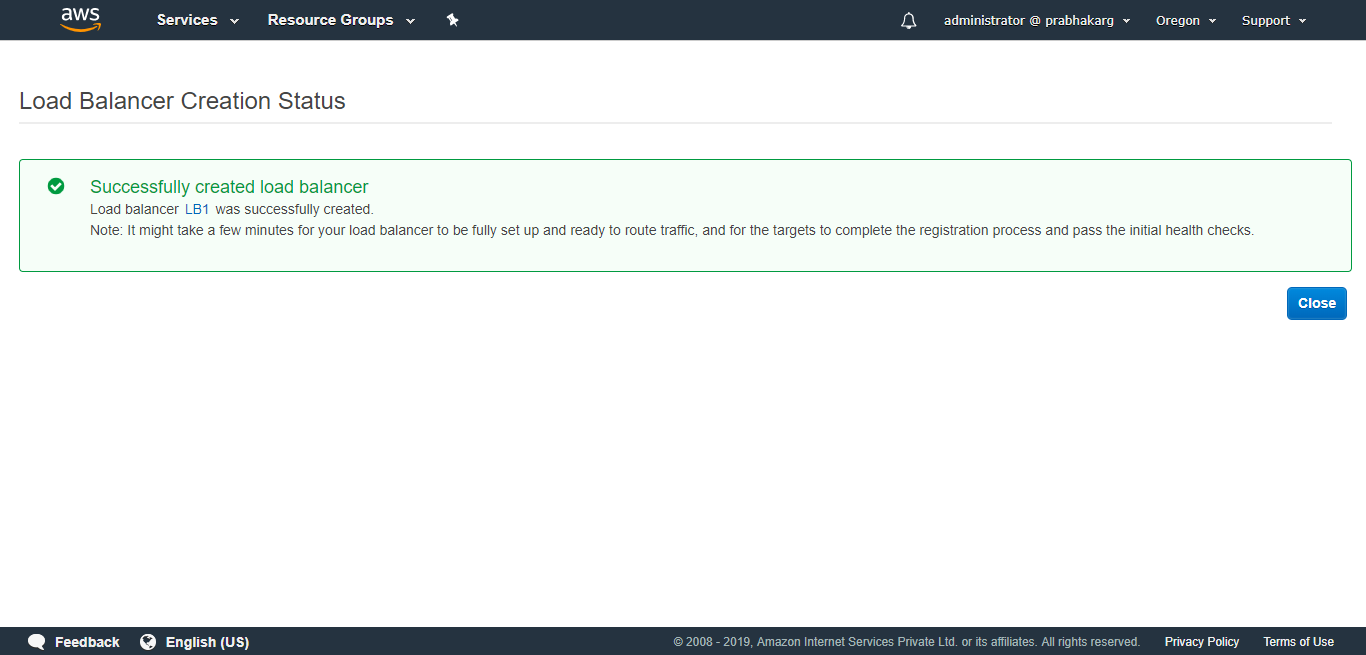 aws Services Resource Groups administrator @ prabhakarg Oregon Support
Load Balancer Creation Status
Successfully created load balancer
Load balancer LB1 was successfully created.
Note: It might take a few minutes for your load balancer to be fully set up and ready to route traffic, and for the targets to complete the registration process and pass the initial health checks.
Close
Feedback English (US) © 2008 - 2019, Amazon Internet Services Private Ltd. or its affiliates. All rights reserved. Privacy Policy Terms of Use